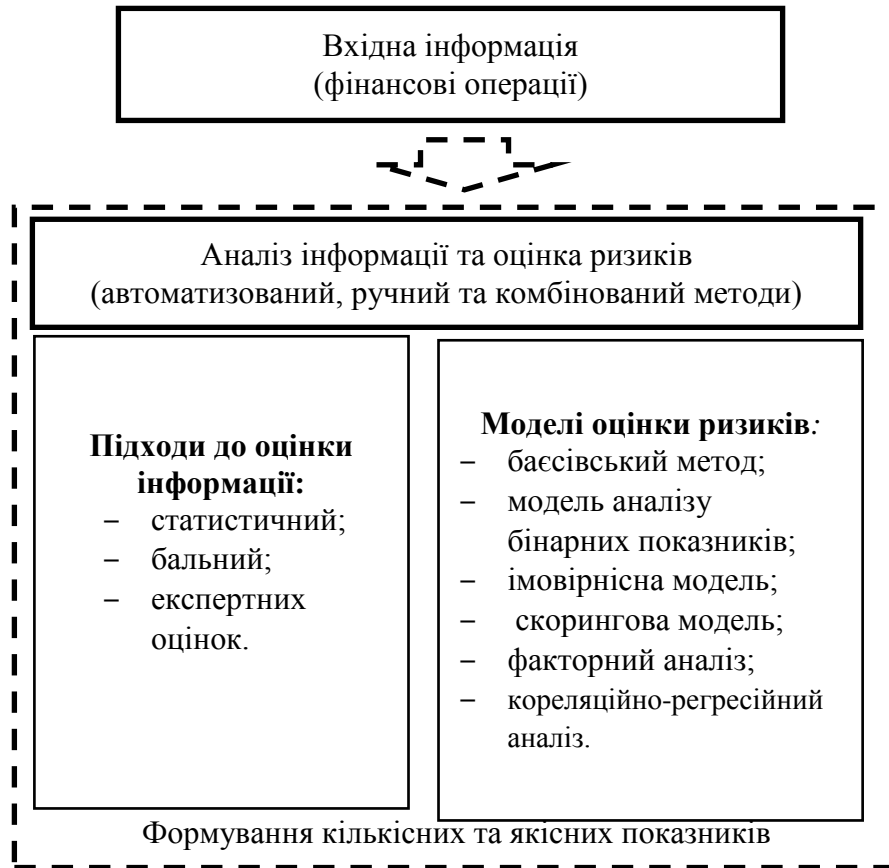 Вхідна інформація
(фінансові операції)
Аналіз інформації та оцінка ризиків
(автоматизований, ручний та комбінований методи)
Підходи до оцінки
інформації:
– статистичний;
– бальний;
– експертних
оцінок.
Моделі оцінки ризиків:
– баєсівський метод;
– модель аналізу
бінарних показників;
– імовірнісна модель;
– скорингова модель;
– факторний аналіз;
– кореляційно-регресійний
аналіз.
Формування кількісних та якісних показників